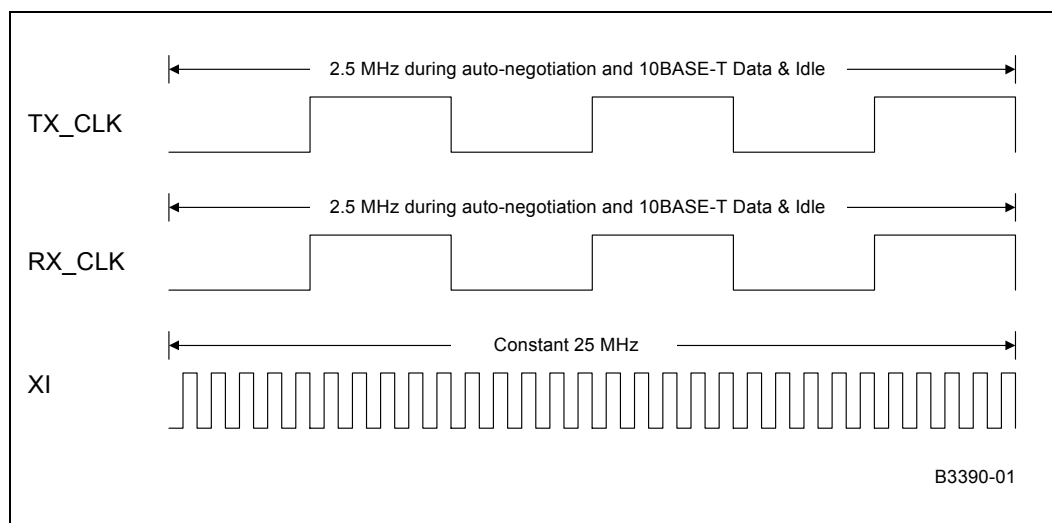 2.5 MHz during auto-negotiation and 10BASE-T Data & Idle
TX_CLK
2.5 MHz during auto-negotiation and 10BASE-T Data & Idle
RX_CLK
Constant 25 MHz
XI
B3390-01